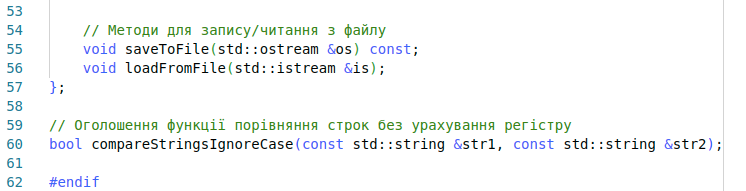 53
54     // Методи для запису/читання з файлу
55     void saveToFile(std::ostream &os) const;
56     void loadFromFile(std::istream &is);
57 };
58
59 // Оголошення функції порівняння строк без урахування регістру
60 bool compareStringsIgnoreCase(const std::string &str1, const std::string &str2);
61
62 #endif